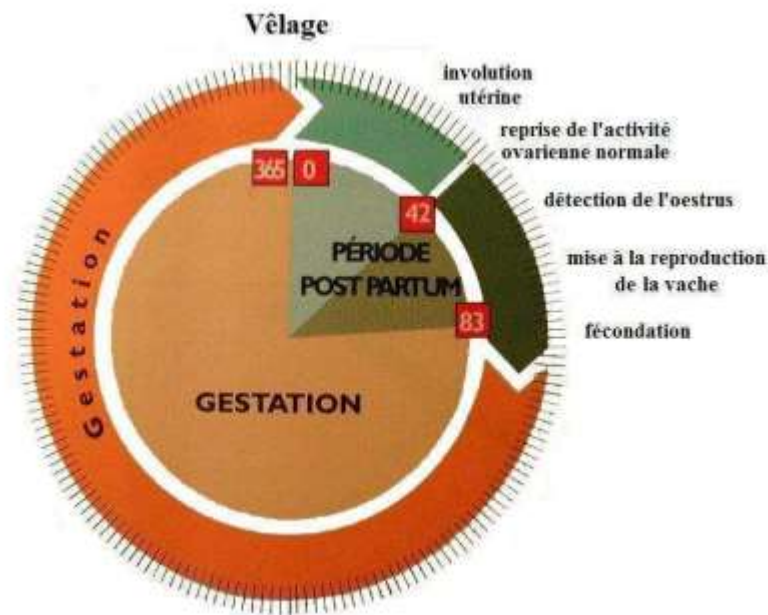 Vêlage
involution
utérine
reprise de l'activité
ovarienne normale
365
0
42
détection de l'oestrus
PÉRIODE
POST PARTUM
mise à la reproduction
de la vache
83
fécondation
Gestation
GESTATION